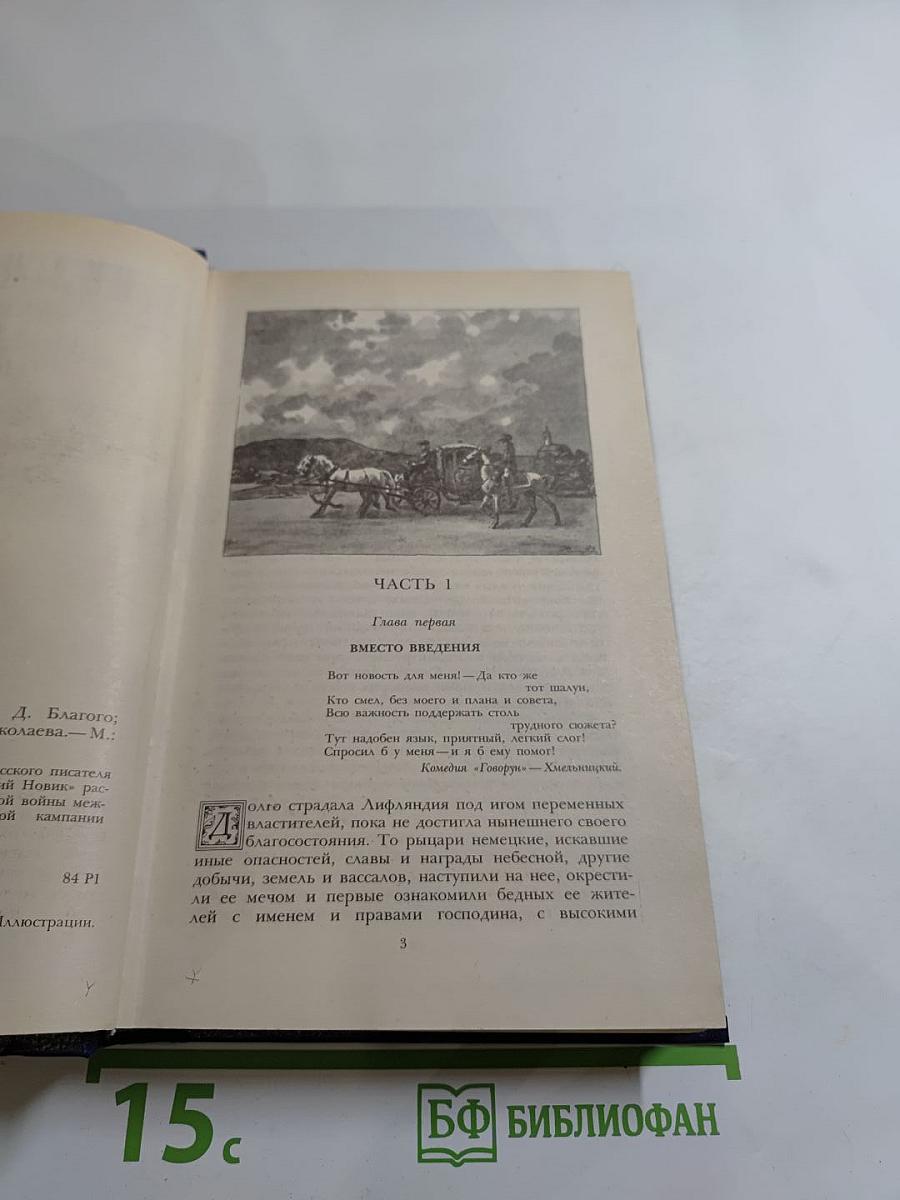 Д. Благого;
колаева.— М.:
сского писателя
ий Новик» рас-
ой войны меж-
ой кампании
84 Р1
Иллюстрации.
ЧАСТЬ 1
Глава первая
ВМЕСТО ВВЕДЕНИЯ
Вот новость для меня! — Да кто же
тот шалун,
Кто смел, без моего и плана и совета,
Всю важность поддержать столь
трудного сюжета?
Тут надобен язык, приятный, легкий слог!
Спросил б у меня — и я б ему помог!
Комедия «Говорун» — Хмельницкий.
Долго страдала Лифляндия под игом переменных
властителей, пока не достигла нынешнего своего
благосостояния. То рыцари немецкие, искавшие
иные опасностей, славы и награды небесной, другие
добычи, земель и вассалов, наступили на нее, окрести-
ли ее мечом и первые ознакомили бедных ее жите-
лей с именем и правами господина, с высокими
3
15 с
БФ БИБЛИОФАН